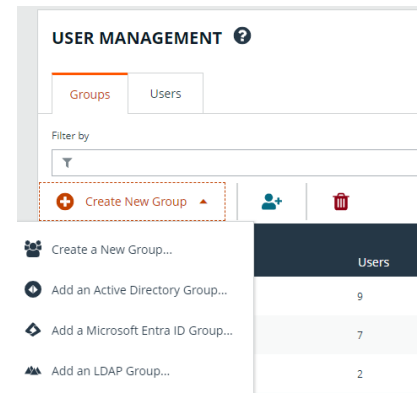 USER MANAGEMENT
Groups Users
Filter by
Create New Group
Create a New Group...
Users
Add an Active Directory Group...
9
Add a Microsoft Entra ID Group...
7
Add an LDAP Group...
2